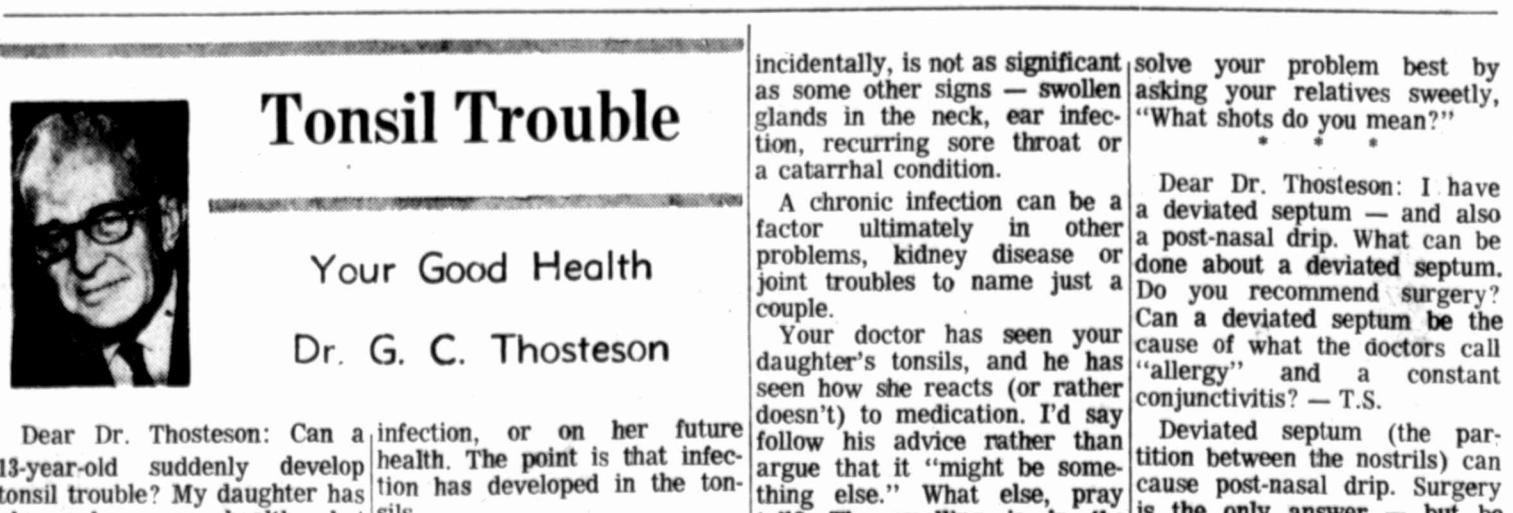 Tonsil Trouble
Your Good Health
Dr. G. C. Thosteson
Dear Dr. Thosteson: Can a
13-year-old suddenly develop
tonsil trouble? My daughter has
infection, or on her future
health. The point is that infec-
tion has developed in the ton-
sils.
incidentally, is not as significant
as some other signs — swollen
glands in the neck, ear infec-
tion, recurring sore throat or
a catarrhal condition.
A chronic infection can be a
factor ultimately in other
problems, kidney disease or
joint troubles to name just a
couple.
Your doctor has seen your
daughter's tonsils, and he has
seen how she reacts (or rather
doesn't) to medication. I'd say
follow his advice rather than
argue that it "might be some-
thing else." What else, pray
solve your problem best by
asking your relatives sweetly,
"What shots do you mean?"
* * *
Dear Dr. Thosteson: I have
a deviated septum — and also
a post-nasal drip. What can be
done about a deviated septum.
Do you recommend surgery?
Can a deviated septum be the
cause of what the doctors call
"allergy" and a constant
conjunctivitis? — T.S.
Deviated septum (the par-
tition between the nostrils) can
cause post-nasal drip. Surgery
is the only answer — but be